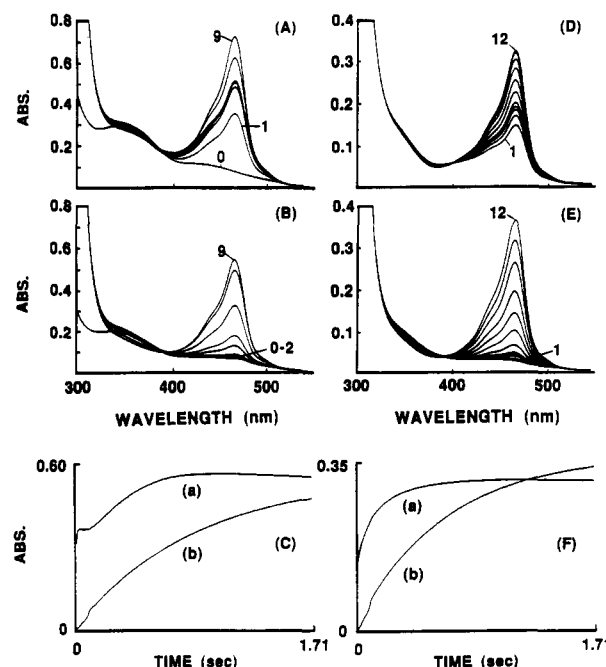 0.8
0.6
0.4
0.2
ABS.
9
1
0
(A)
0.4
0.3
0.2
0.1
12
1
(D)
0.8
0.6
0.4
0.2
ABS.
9
0-2
(B)
300
400
500
WAVELENGTH (nm)
0.4
0.3
0.2
0.1
12
1
(E)
300
400
500
WAVELENGTH (nm)
0.60
ABS.
0
(a)
(b)
(C)
0
1.71
TIME (sec)
0.35
0
(a)
(b)
(F)
0
1.71
TIME (sec)